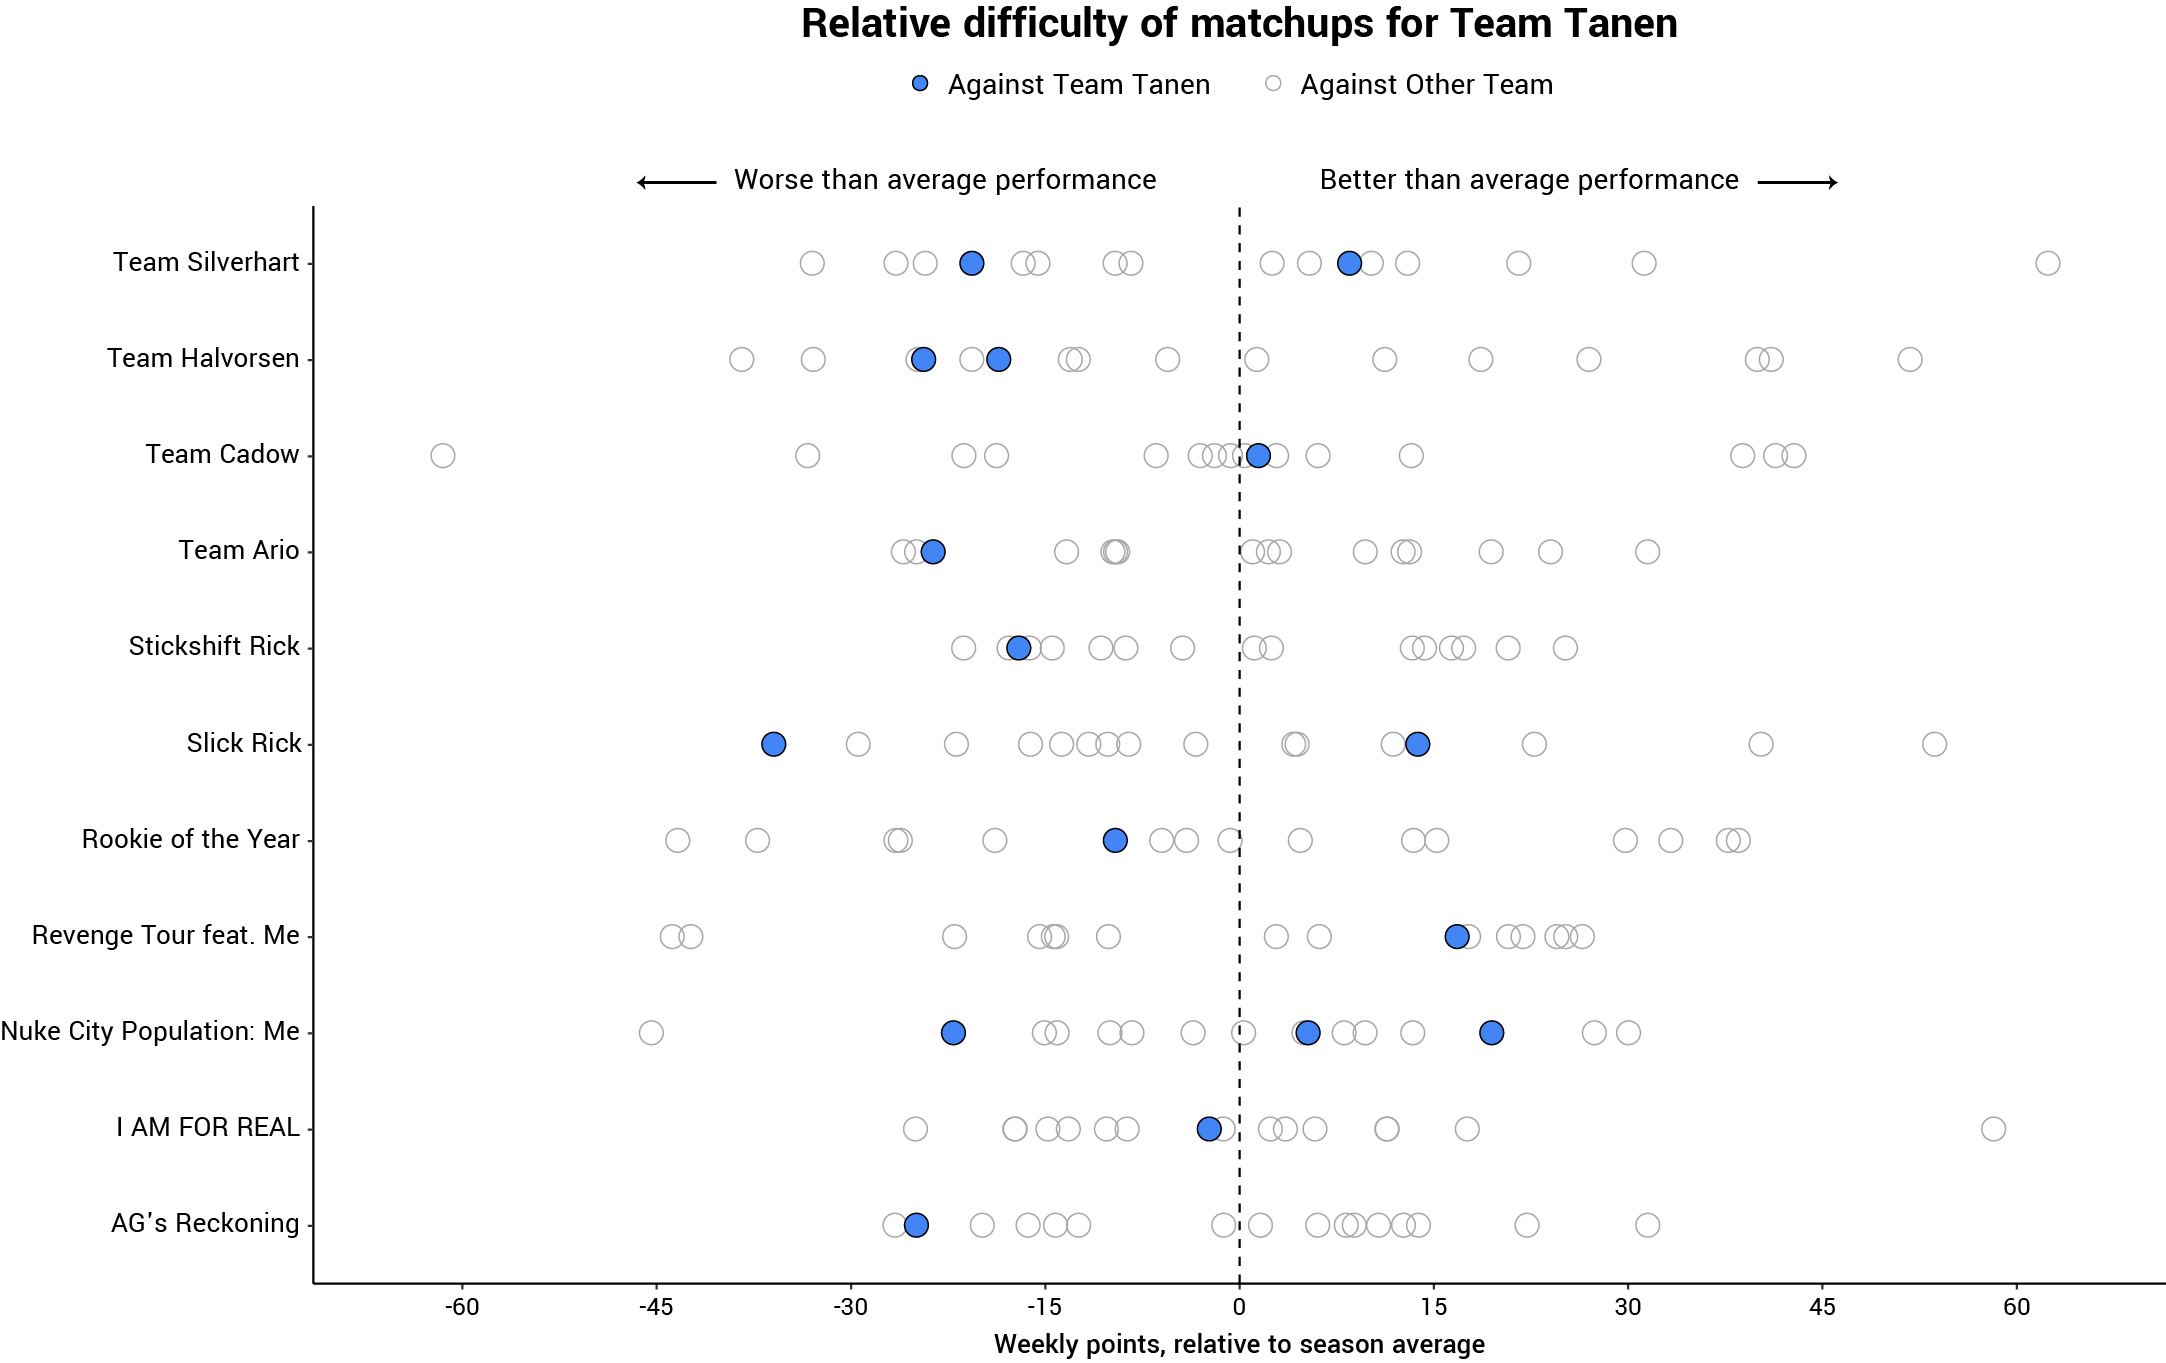 Relative difficulty of matchups for Team Tanen
Against Team Tanen
Against Other Team
Worse than average performance
Better than average performance
Team Silverhart
Team Halvorsen
Team Cadow
Team Ario
Stickshift Rick
Slick Rick
Rookie of the Year
Revenge Tour feat. Me
Nuke City Population: Me
I AM FOR REAL
AG's Reckoning
-60
-45
-30
-15
0
15
30
45
60
Weekly points, relative to season average